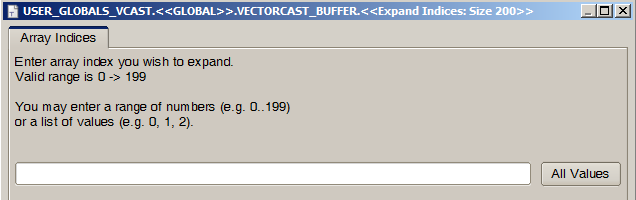 USER_GLOBALS_VCAST.<<GLOBAL>>.VECTORCAST_BUFFER.<<Expand Indices: Size 200>>
Array Indices
Enter array index you wish to expand.
Valid range is 0 -> 199
You may enter a range of numbers (e.g. 0..199)
or a list of values (e.g. 0, 1, 2).
All Values